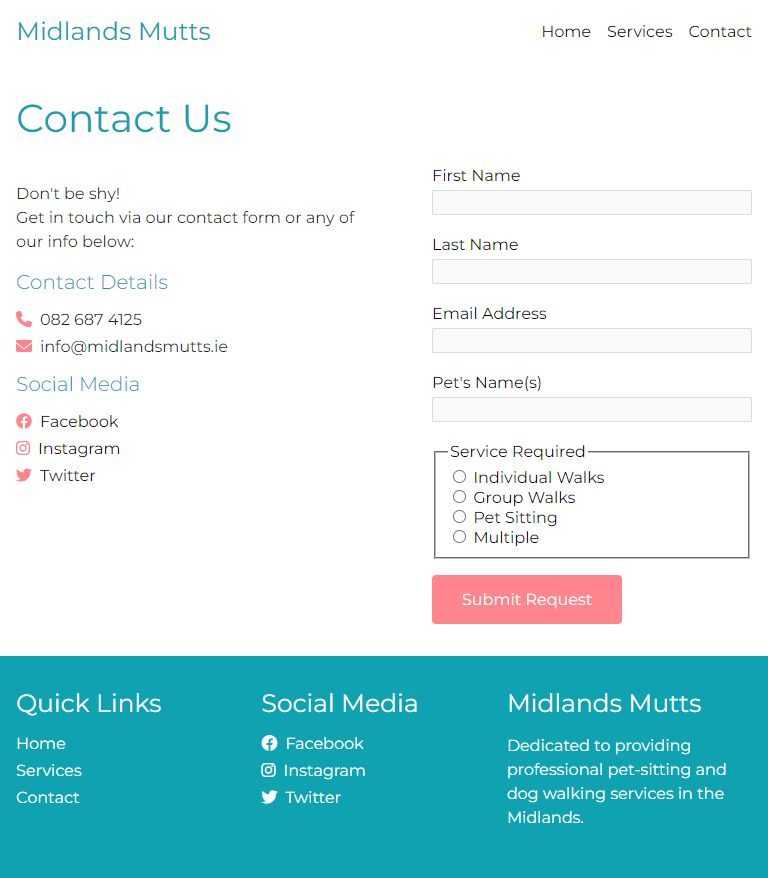 Midlands Mutts
Home Services Contact
Contact Us
Don't be shy!
Get in touch via our contact form or any of
our info below:
Contact Details
082 687 4125
info@midlandsmutts.ie
Social Media
Facebook
Instagram
Twitter
First Name
Last Name
Email Address
Pet's Name(s)
Service Required
Individual Walks
Group Walks
Pet Sitting
Multiple
Submit Request
Quick Links
Home
Services
Contact
Social Media
Facebook
Instagram
Twitter
Midlands Mutts
Dedicated to providing
professional pet-sitting and
dog walking services in the
Midlands.